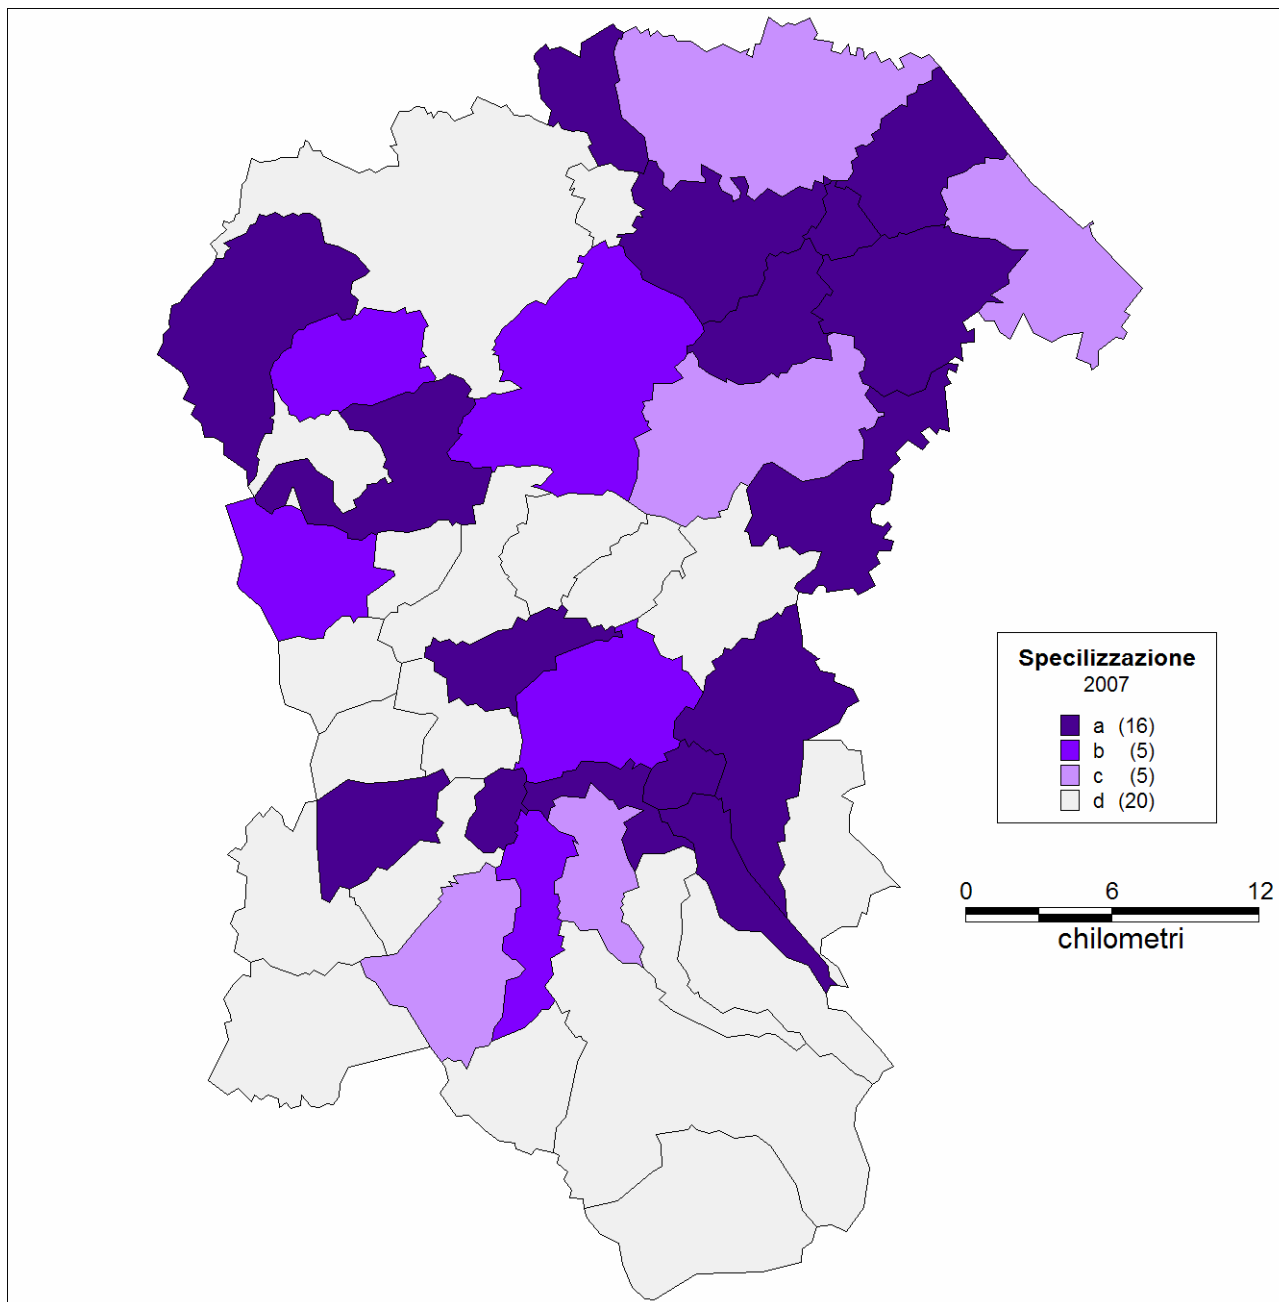 Specilizzazione
2007
a (16)
b (5)
c (5)
d (20)
0 6 12
chilometri